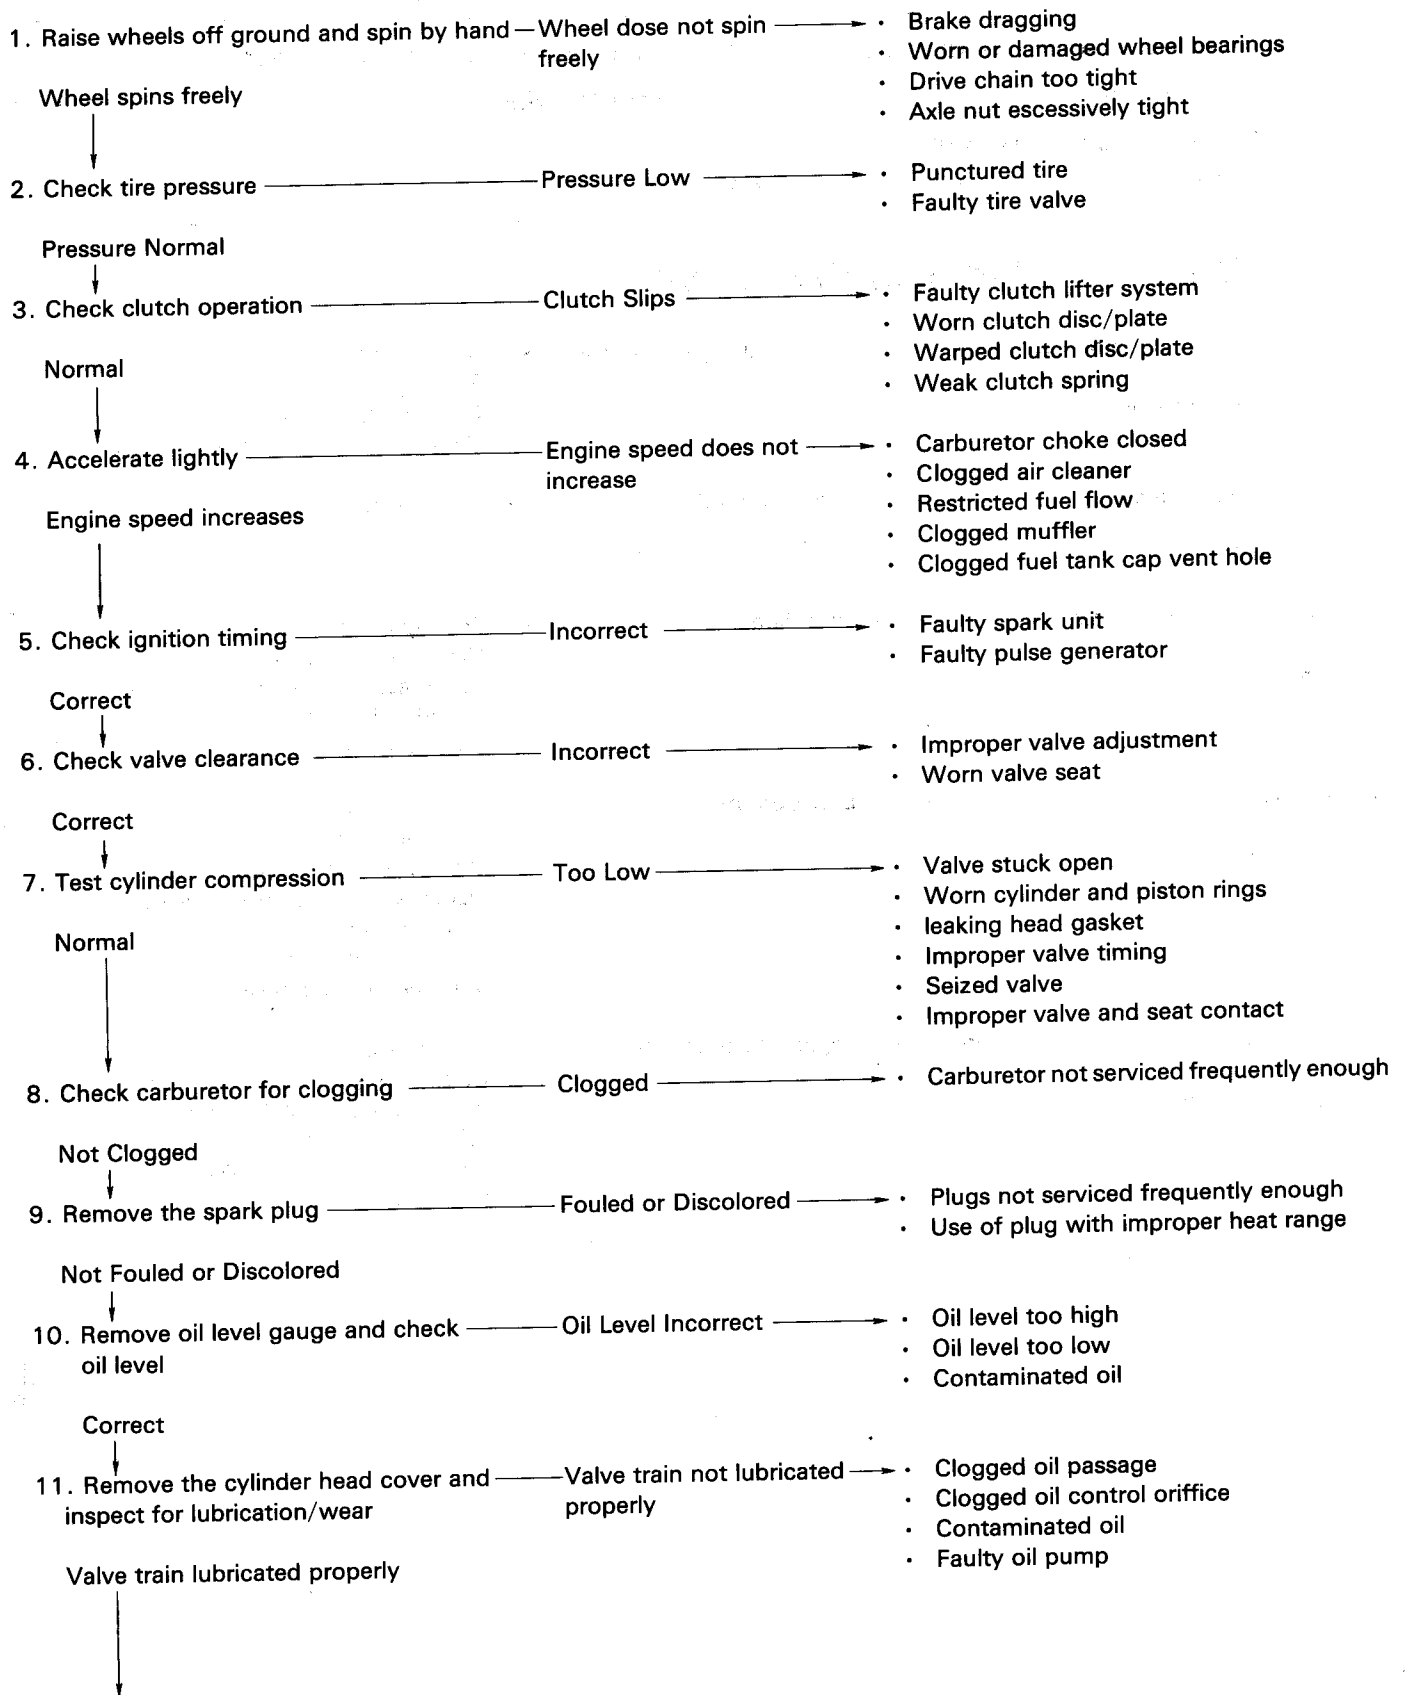 1. Raise wheels off ground and spin by hand — Wheel dose not spin
freely
· Brake dragging
· Worn or damaged wheel bearings
· Drive chain too tight
· Axle nut escessively tight
Wheel spins freely
2. Check tire pressure
Pressure Low
· Punctured tire
· Faulty tire valve
Pressure Normal
3. Check clutch operation
Clutch Slips
· Faulty clutch lifter system
· Worn clutch disc/plate
· Warped clutch disc/plate
· Weak clutch spring
Normal
4. Accelerate lightly
Engine speed does not
increase
· Carburetor choke closed
· Clogged air cleaner
· Restricted fuel flow
· Clogged muffler
· Clogged fuel tank cap vent hole
Engine speed increases
5. Check ignition timing
Incorrect
· Faulty spark unit
· Faulty pulse generator
Correct
6. Check valve clearance
Incorrect
· Improper valve adjustment
· Worn valve seat
Correct
7. Test cylinder compression
Too Low
· Valve stuck open
· Worn cylinder and piston rings
· leaking head gasket
· Improper valve timing
· Seized valve
· Improper valve and seat contact
Normal
8. Check carburetor for clogging
Clogged
· Carburetor not serviced frequently enough
Not Clogged
9. Remove the spark plug
Fouled or Discolored
· Plugs not serviced frequently enough
· Use of plug with improper heat range
Not Fouled or Discolored
10. Remove oil level gauge and check
oil level
Oil Level Incorrect
· Oil level too high
· Oil level too low
· Contaminated oil
Correct
11. Remove the cylinder head cover and
inspect for lubrication/wear
Valve train not lubricated
properly
· Clogged oil passage
· Clogged oil control oriffice
· Contaminated oil
· Faulty oil pump
Valve train lubricated properly